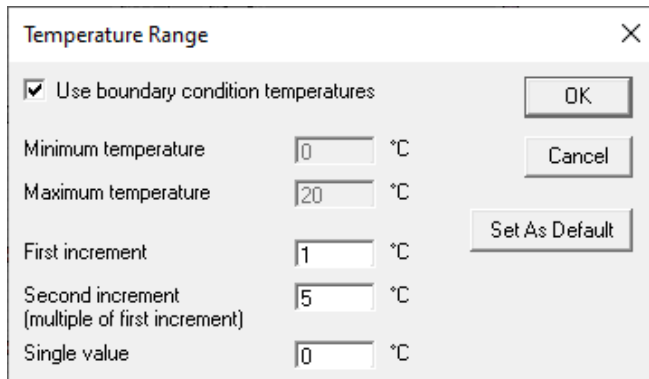 Temperature Range
Use boundary condition temperatures
OK
Minimum temperature 0 °C
Cancel
Maximum temperature 20 °C
Set As Default
First increment 1 °C
Second increment 5 °C
(multiple of first increment)
Single value 0 °C